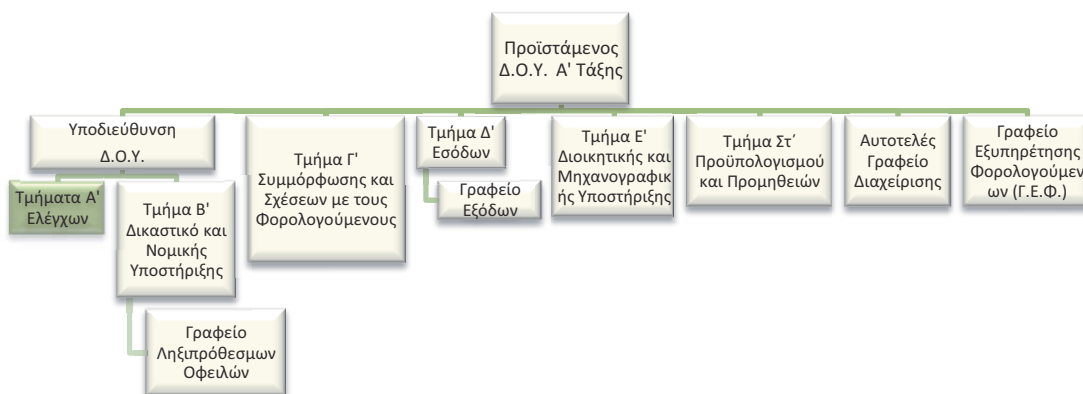 Προϊστάμενος
Δ.Ο.Υ. Α' Τάξης
Υποδιεύθυνση
Δ.Ο.Υ.
Τμήματα Α'
Ελέγχων
Τμήμα Β'
Δικαστικό και
Νομικής
Υποστήριξης
Γραφείο
Ληξιπρόθεσμων
Οφειλών
Τμήμα Γ'
Συμμόρφωσης και
Σχέσεων με τους
Φορολογούμενους
Τμήμα Δ'
Εσόδων
Γραφείο
Εξόδων
Τμήμα Ε'
Διοικητικής και
Μηχανογραφικ
ής Υποστήριξης
Τμήμα Στ΄
Προϋπολογισμού
και Προμηθειών
Αυτοτελές
Γραφείο
Διαχείρισης
Γραφείο
Εξυπηρέτησης
Φορολογούμεν
ων (Γ.Ε.Φ.)